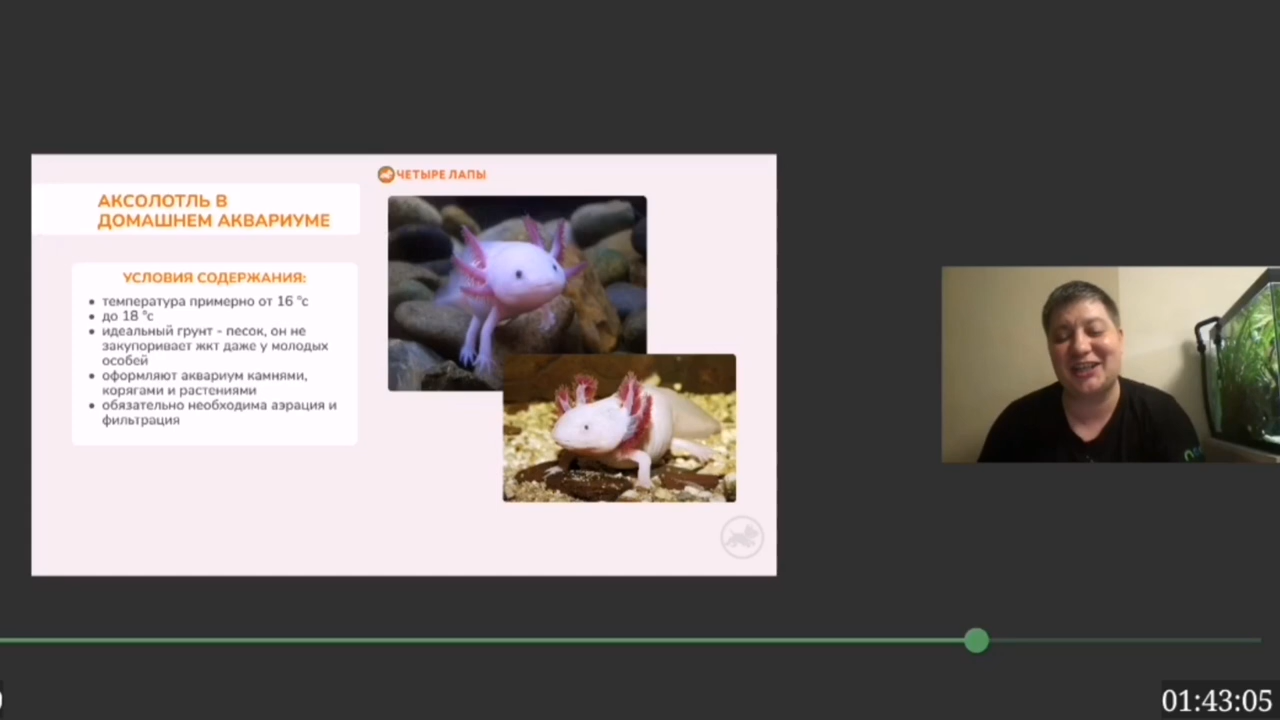 ЧЕТЫРЕ ЛАПЫ
АКСОЛОТЛЬ В
ДОМАШНЕМ АКВАРИУМЕ
УСЛОВИЯ СОДЕРЖАНИЯ:
• температура примерно от 16 °с
• до 18 °с
• идеальный грунт - песок, он не
закупоривает жкт даже у молодых
особей
• оформляют аквариум камнями,
корягами и растениями
• обязательно необходима аэрация и
фильтрация
01:43:05